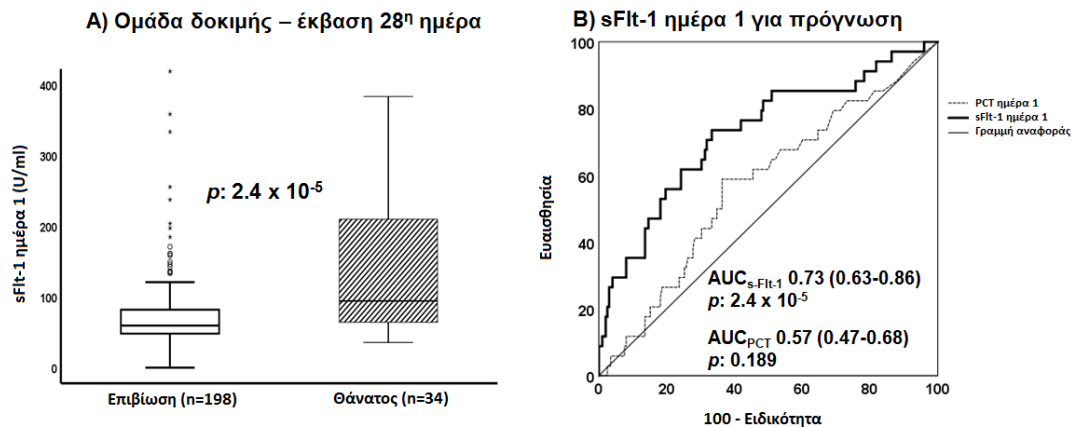 A) Ομάδα δοκιμής – έκβαση 28η ημέρα
sFlt-1 ημέρα 1 (U/ml)
400
300
200
100
0
p: 2.4 x 10-5
Επιβίωση (n=198)
Θάνατος (n=34)
B) sFlt-1 ημέρα 1 για πρόγνωση
Ευαισθησία
100
80
60
40
20
0
PCT ημέρα 1
sFlt-1 ημέρα 1
Γραμμή αναφοράς
AUCs-Flt-1 0.73 (0.63-0.86)
p: 2.4 x 10-5
AUCPCT 0.57 (0.47-0.68)
p: 0.189
0 20 40 60 80 100
100 - Ειδικότητα